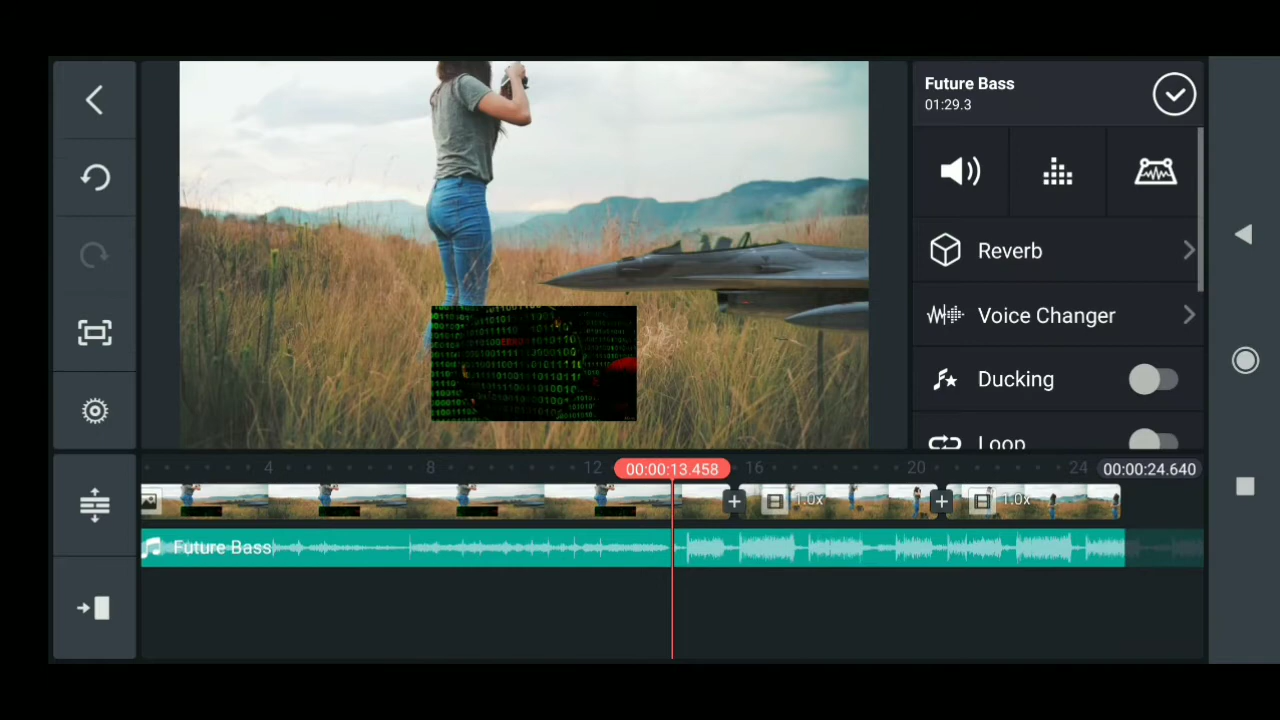 Future Bass
01:29.3
Reverb
Voice Changer
Ducking
Loop
4
8
12
00:00:13.458
16
20
24
00:00:24.640
1.0x
1.0x
Future Bass